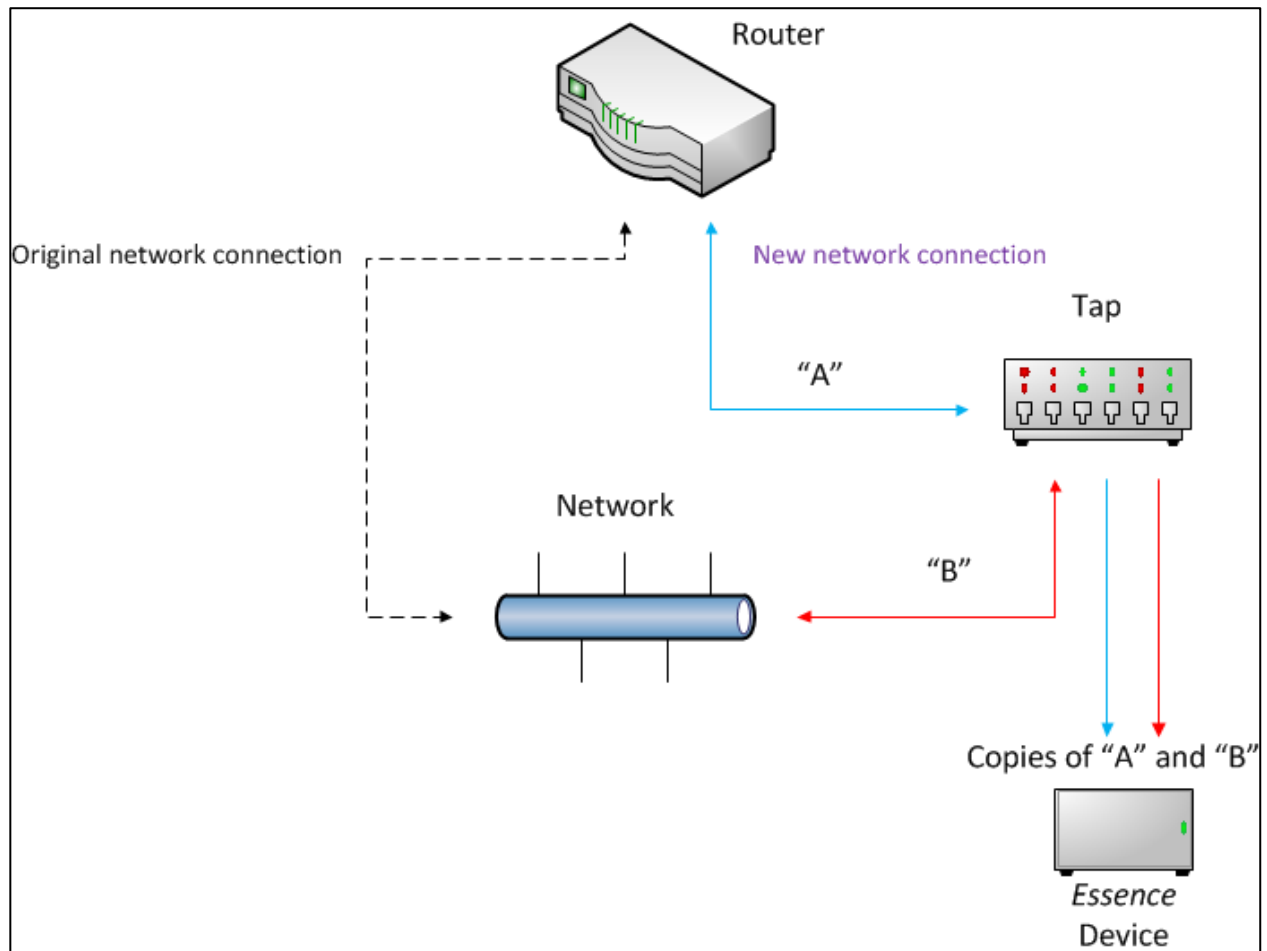 Router
Original network connection
New network connection
Tap
“A”
Network
“B”
Copies of “A” and “B”
Essence
Device